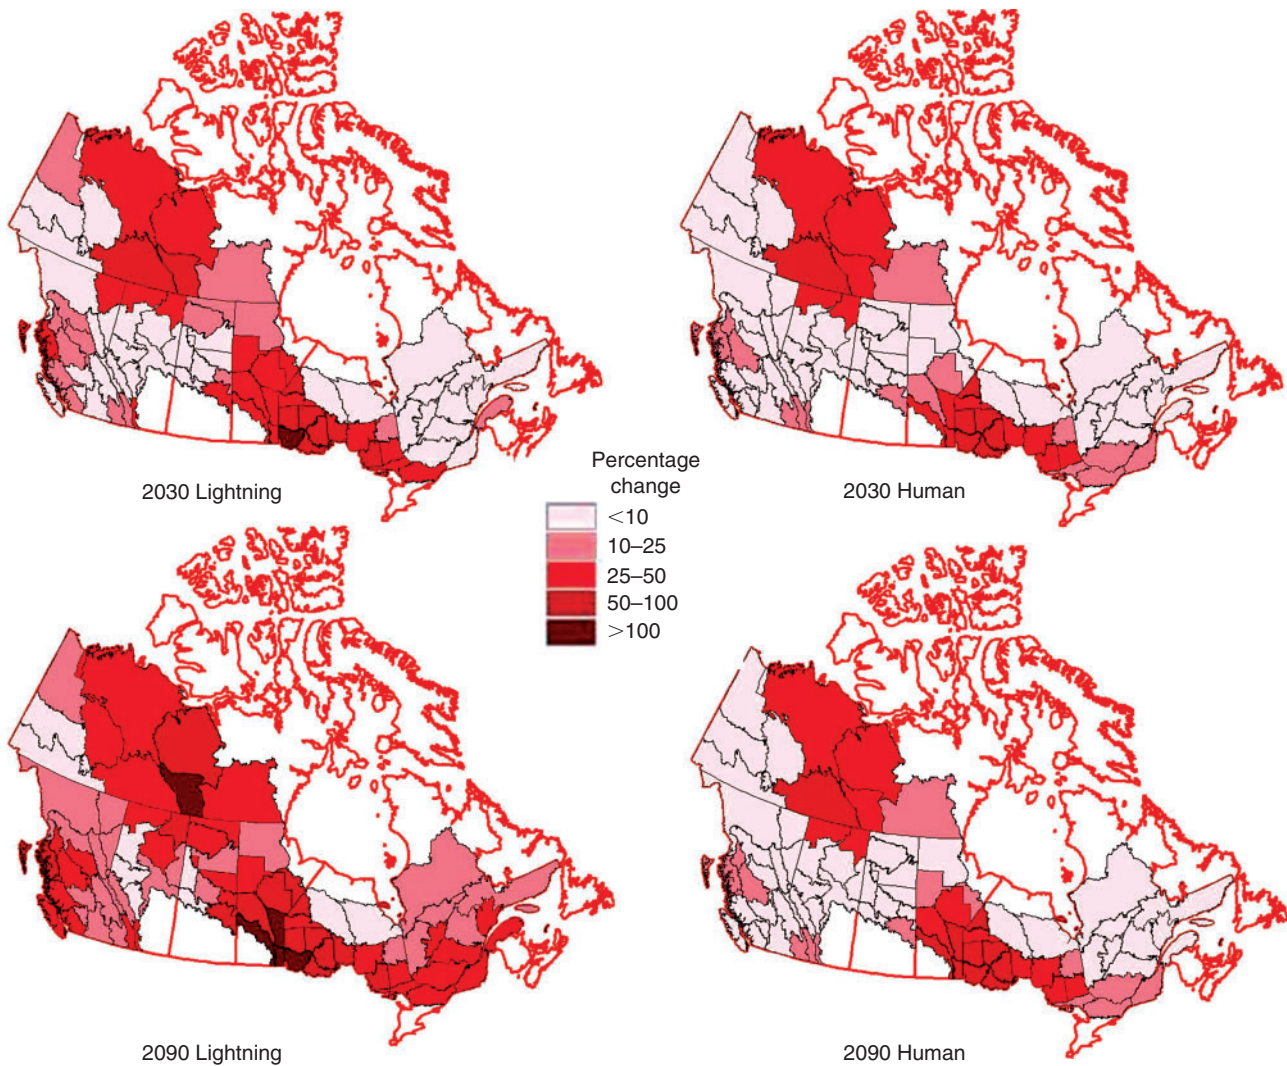 2030 Lightning
2030 Human
Percentage
change
<10
10–25
25–50
50–100
>100
2090 Lightning
2090 Human